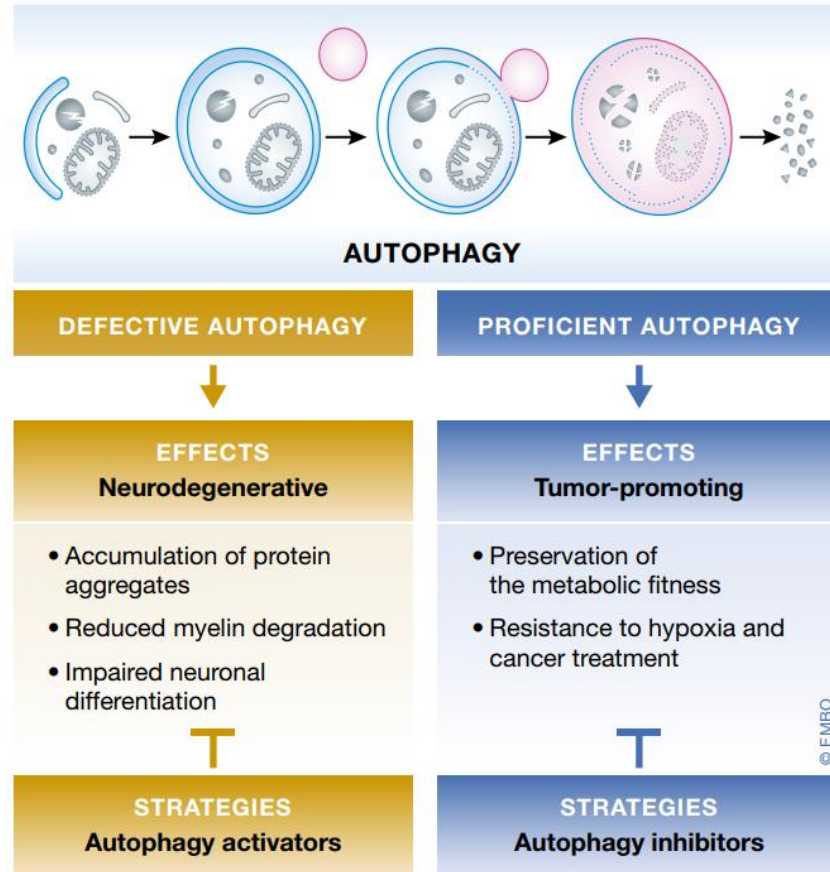 AUTOPHAGY
DEFECTIVE AUTOPHAGY
EFFECTS
Neurodegenerative
• Accumulation of protein
aggregates
• Reduced myelin degradation
• Impaired neuronal
differentiation
STRATEGIES
Autophagy activators
PROFICIENT AUTOPHAGY
EFFECTS
Tumor-promoting
• Preservation of
the metabolic fitness
• Resistance to hypoxia and
cancer treatment
STRATEGIES
Autophagy inhibitors
© EMBO